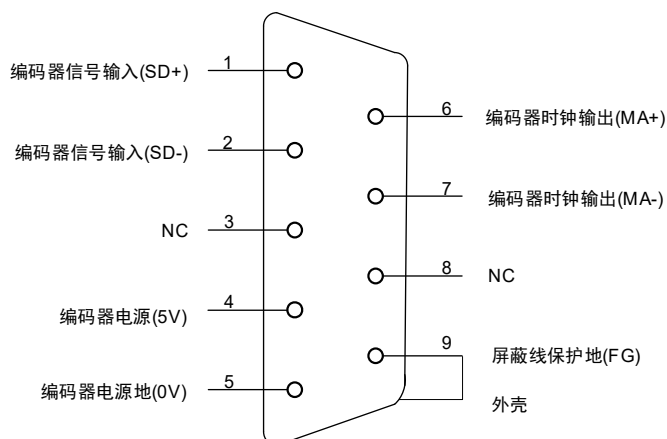 1
编码器信号输入(SD+)
6
编码器时钟输出(MA+)
2
编码器信号输入(SD-)
7
编码器时钟输出(MA-)
3
NC
8
NC
4
编码器电源(5V)
9
屏蔽线保护地(FG)
5
编码器电源地(0V)
外壳